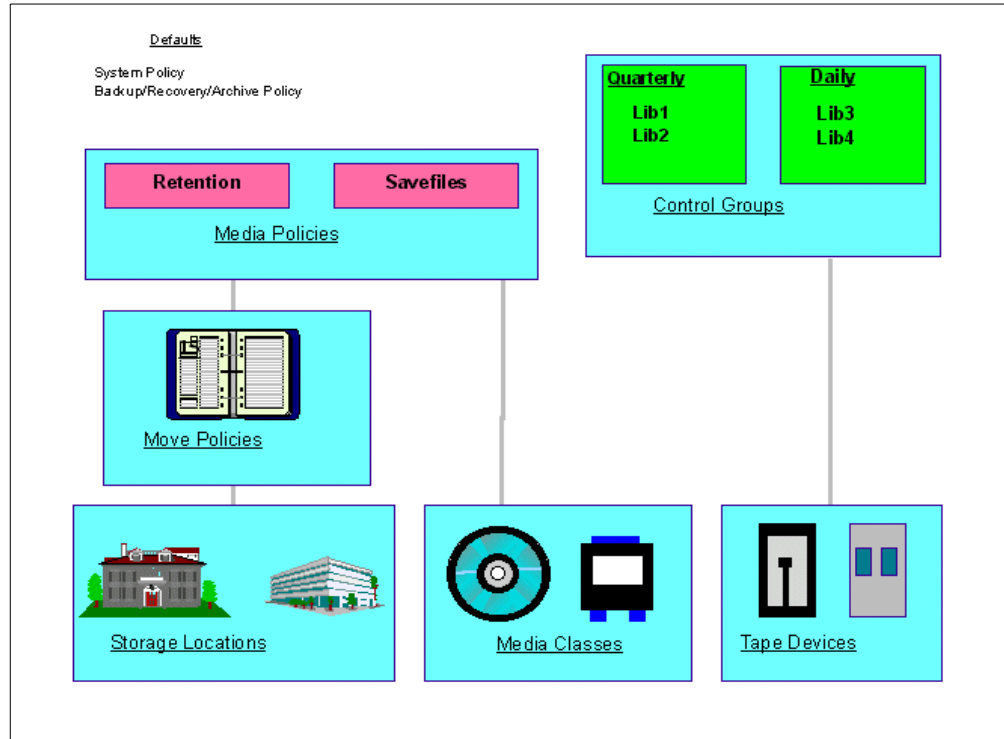 Defaults
System Policy
Backup/Recovery/Archive Policy
Quarterly
Lib1
Lib2
Daily
Lib3
Lib4
Control Groups
Retention
Savefiles
Media Policies
Move Policies
Storage Locations
Media Classes
Tape Devices